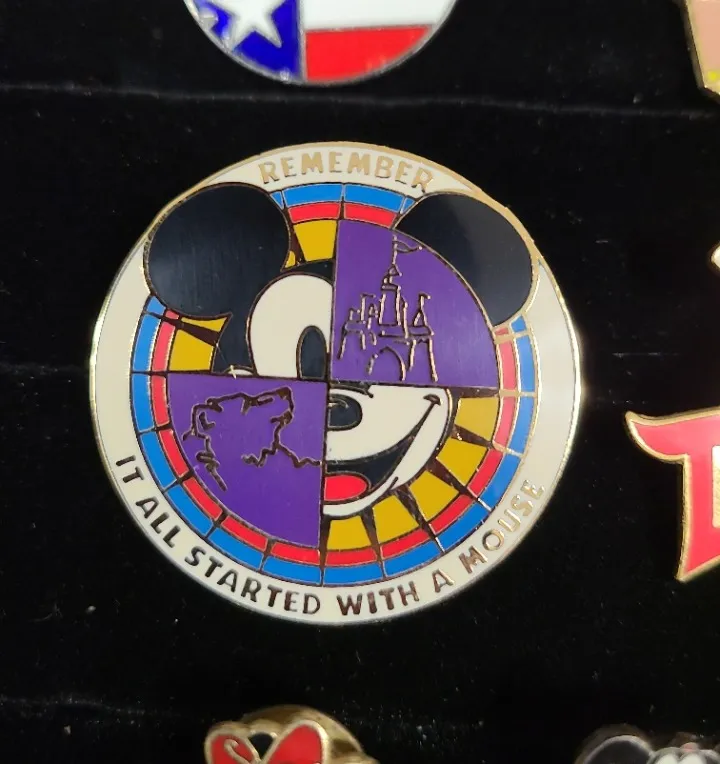 REMEMBER
IT ALL STARTED WITH A MOUSE